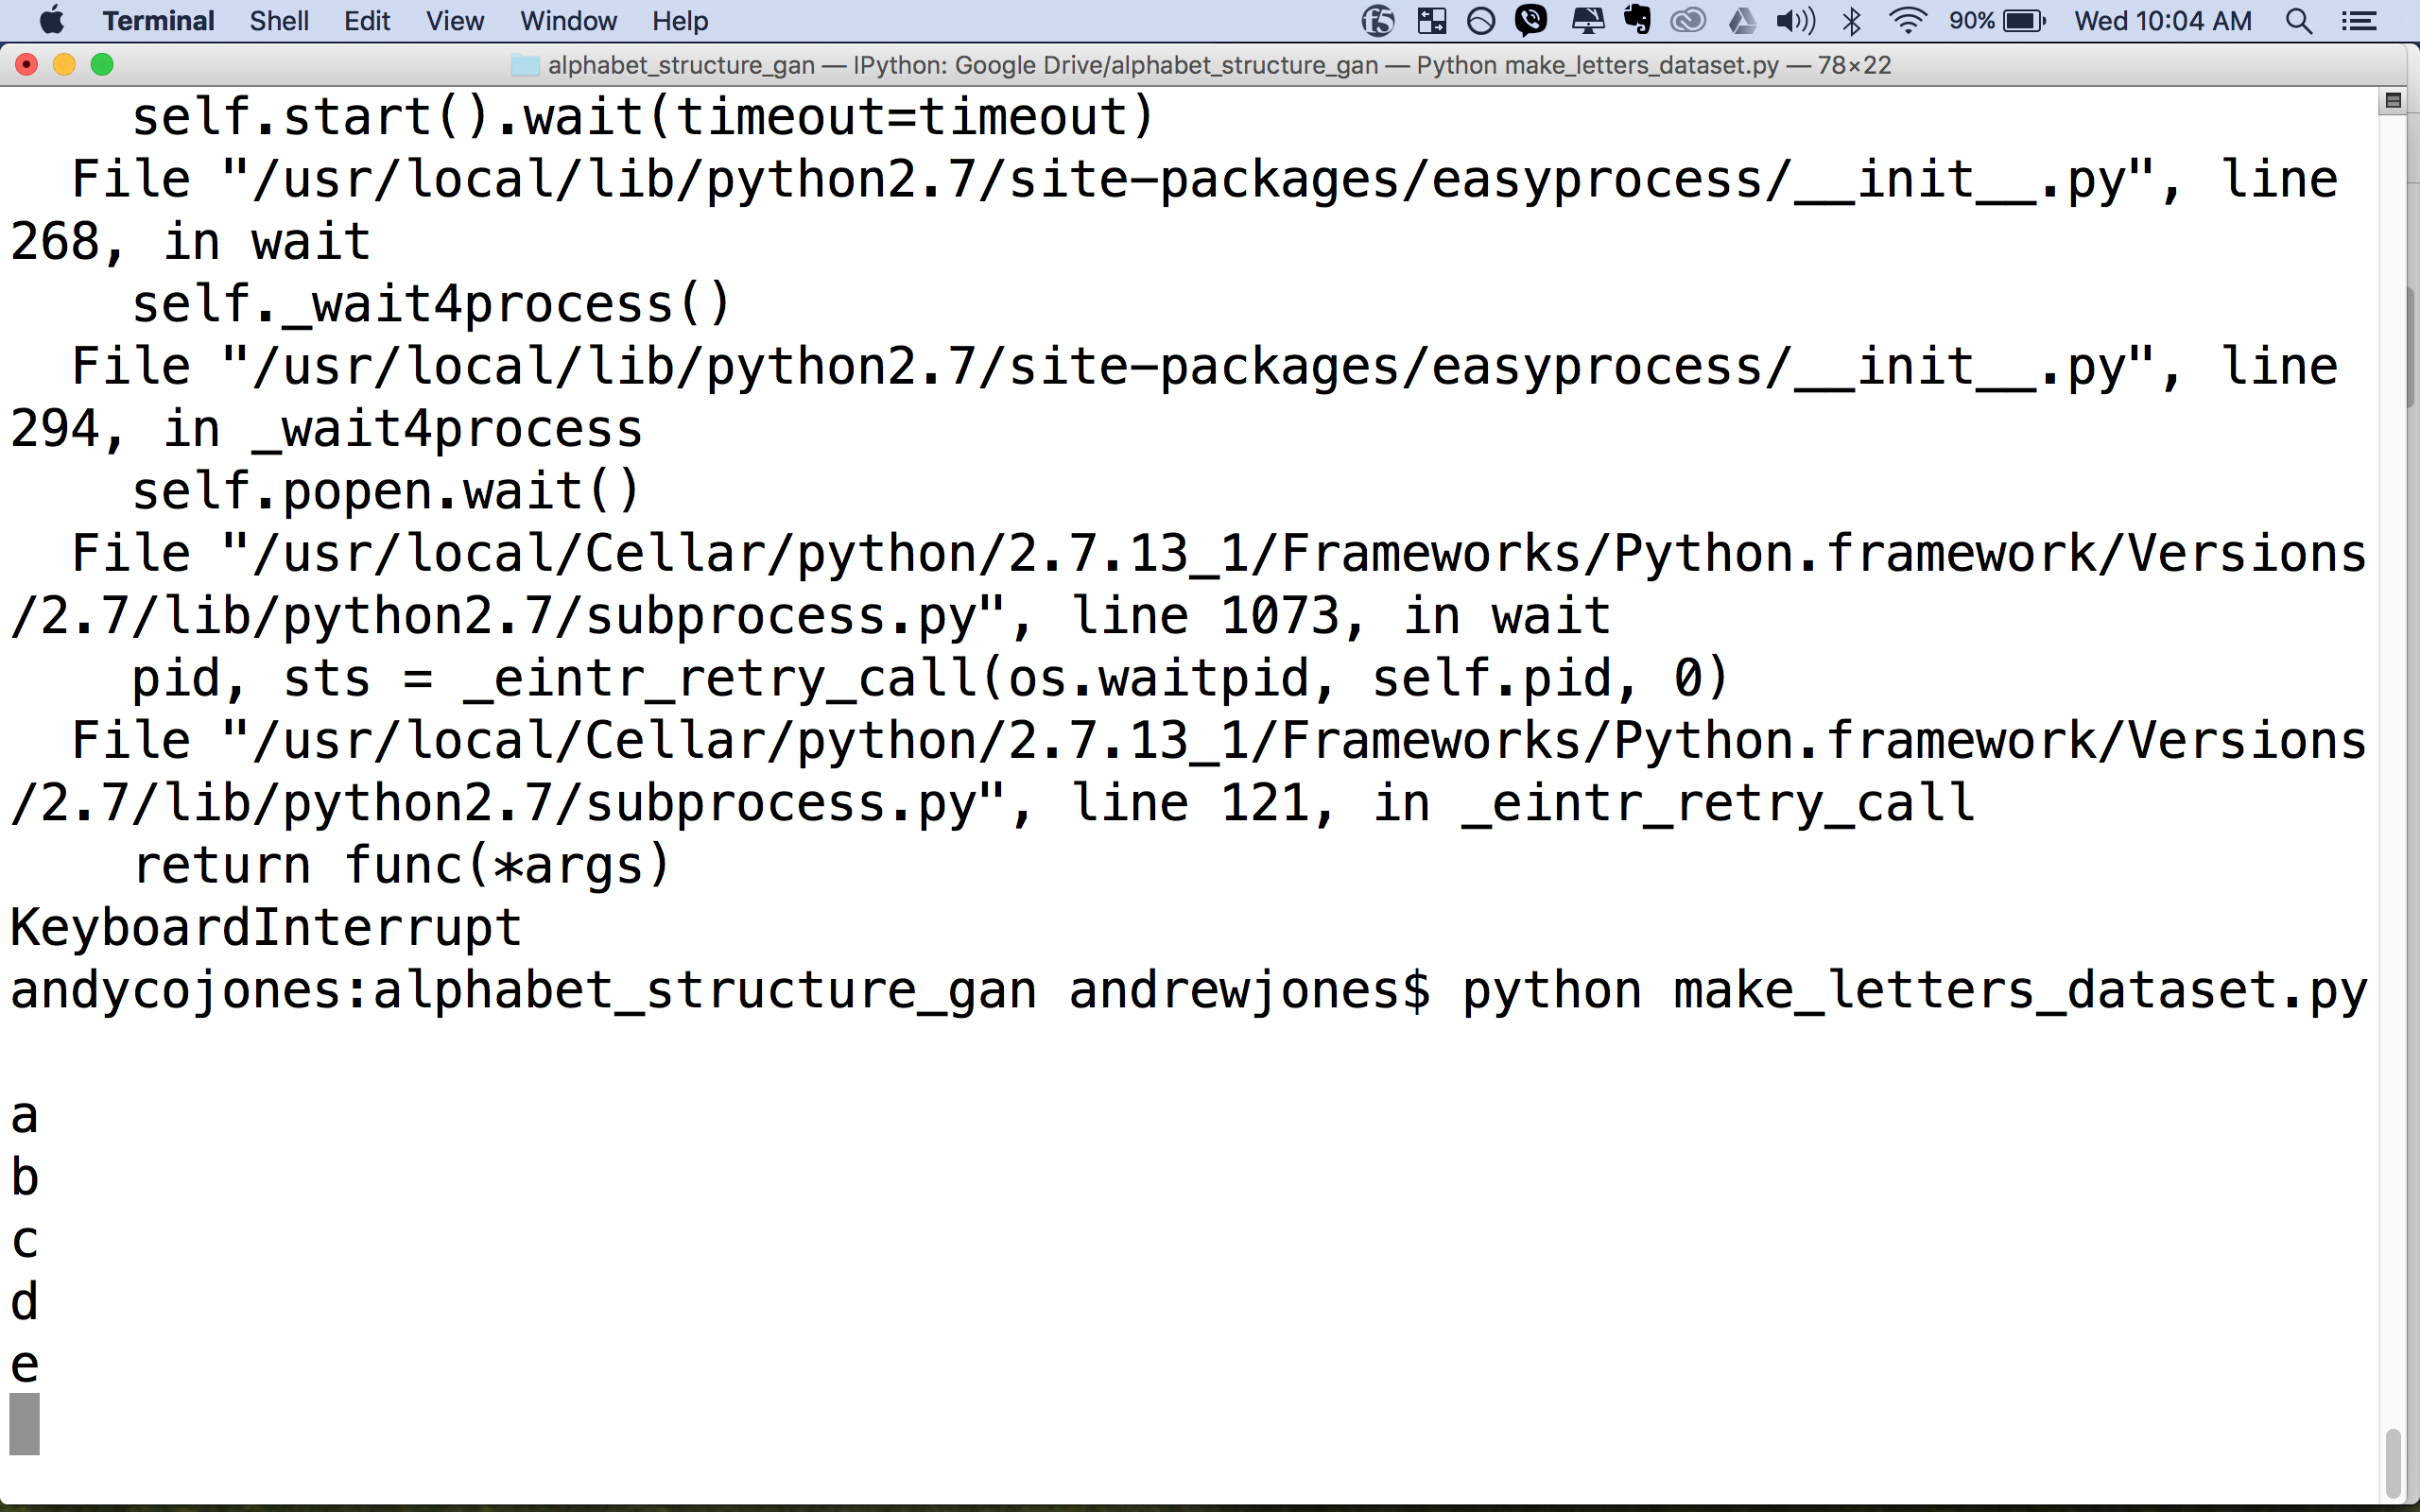 Terminal Shell Edit View Window Help 90% Wed 10:04 AM
alphabet_structure_gan — IPython: Google Drive/alphabet_structure_gan — Python make_letters_dataset.py — 78×22
    self.start().wait(timeout=timeout)
  File "/usr/local/lib/python2.7/site-packages/easyprocess/__init__.py", line
268, in wait
    self._wait4process()
  File "/usr/local/lib/python2.7/site-packages/easyprocess/__init__.py", line
294, in _wait4process
    self.popen.wait()
  File "/usr/local/Cellar/python/2.7.13_1/Frameworks/Python.framework/Versions
/2.7/lib/python2.7/subprocess.py", line 1073, in wait
    pid, sts = _eintr_retry_call(os.waitpid, self.pid, 0)
  File "/usr/local/Cellar/python/2.7.13_1/Frameworks/Python.framework/Versions
/2.7/lib/python2.7/subprocess.py", line 121, in _eintr_retry_call
    return func(*args)
KeyboardInterrupt
andycojones:alphabet_structure_gan andrewjones$ python make_letters_dataset.py
a
b
c
d
e